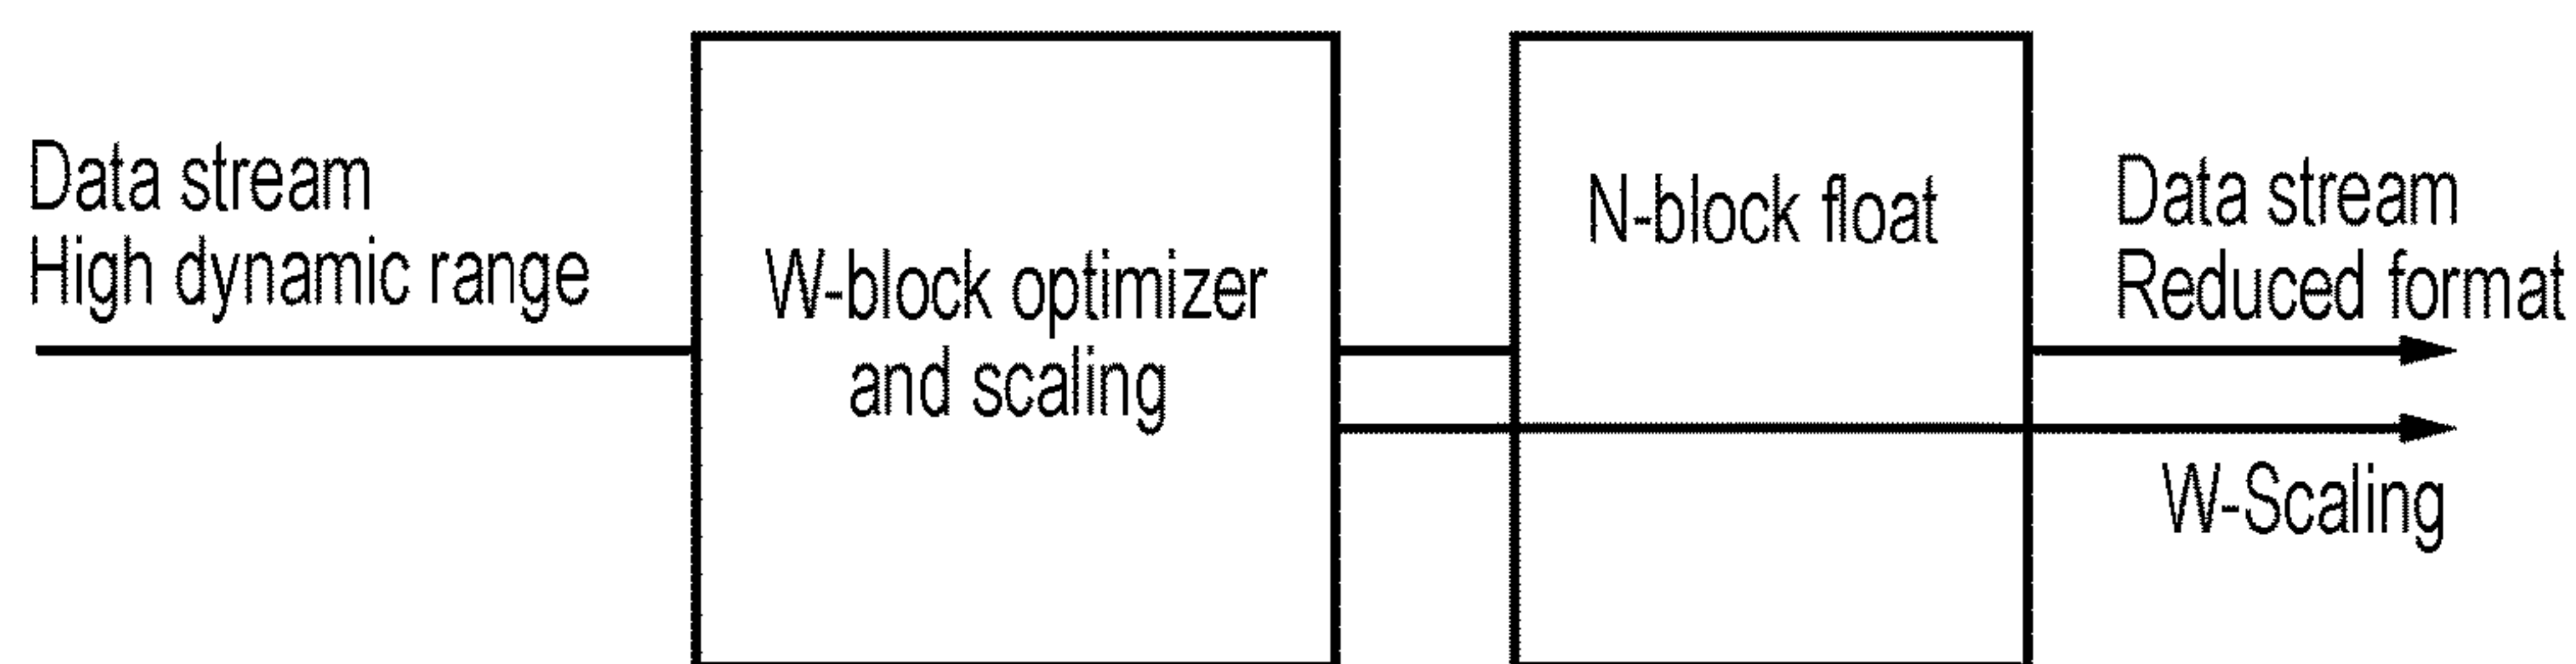 Data stream
High dynamic range
W-block optimizer
and scaling
N-block float
Data stream
Reduced format
W-Scaling